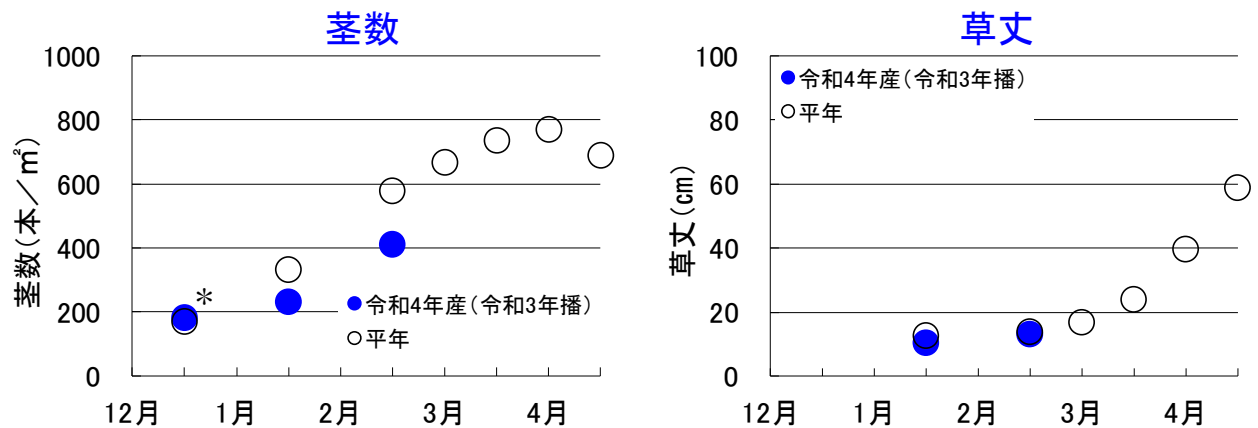 茎数
1000
800
600
400
200
0
茎数(本/㎡)
*
●令和4年産(令和3年播)
○平年
12月 1月 2月 3月 4月
草丈
100
80
60
40
20
0
草丈(cm)
●令和4年産(令和3年播)
○平年
12月 1月 2月 3月 4月